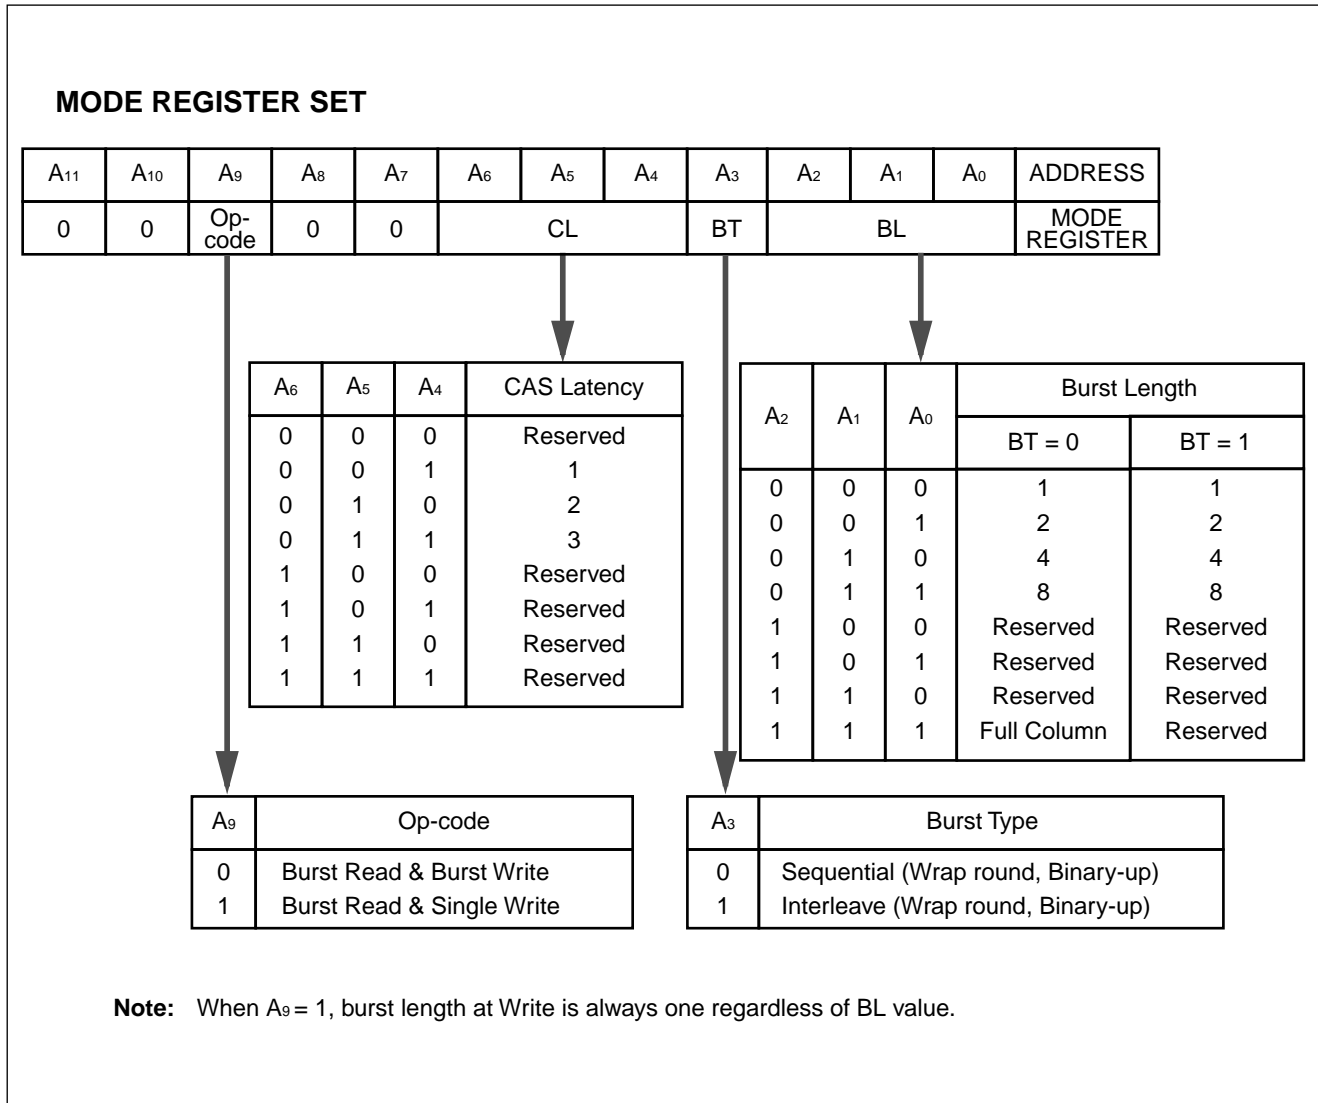 MODE REGISTER SET
A11 A10 A9 A8 A7 A6 A5 A4 A3 A2 A1 A0 ADDRESS
0 0 Op-code 0 0 CL BT BL MODE REGISTER
A6 A5 A4 CAS Latency
0 0 0 Reserved
0 0 1 1
0 1 0 2
0 1 1 3
1 0 0 Reserved
1 0 1 Reserved
1 1 0 Reserved
1 1 1 Reserved
A2 A1 A0 Burst Length
BT = 0 BT = 1
0 0 0 1 1
0 0 1 2 2
0 1 0 4 4
0 1 1 8 8
1 0 0 Reserved Reserved
1 0 1 Reserved Reserved
1 1 0 Reserved Reserved
1 1 1 Full Column Reserved
A9 Op-code
0 Burst Read & Burst Write
1 Burst Read & Single Write
A3 Burst Type
0 Sequential (Wrap round, Binary-up)
1 Interleave (Wrap round, Binary-up)
Note: When A9 = 1, burst length at Write is always one regardless of BL value.